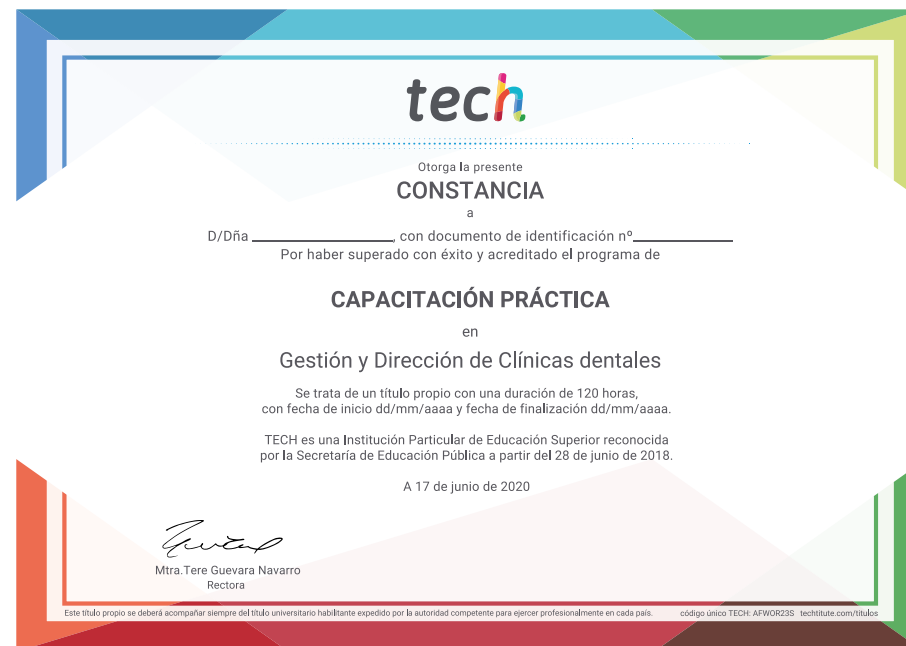 tech
Otorga la presente
CONSTANCIA
a
D/Dña ____________________, con documento de identificación nº______________
Por haber superado con éxito y acreditado el programa de
CAPACITACIÓN PRÁCTICA
en
Gestión y Dirección de Clínicas dentales
Se trata de un título propio con una duración de 120 horas,
con fecha de inicio dd/mm/aaaa y fecha de finalización dd/mm/aaaa.
TECH es una Institución Particular de Educación Superior reconocida
por la Secretaría de Educación Pública a partir del 28 de junio de 2018.
A 17 de junio de 2020
Mtra.Tere Guevara Navarro
Rectora
Este título propio se deberá acompañar siempre del título universitario habilitante expedido por la autoridad competente para ejercer profesionalmente en cada país. código único TECH: AFWOR23S techtitute.com/titulos